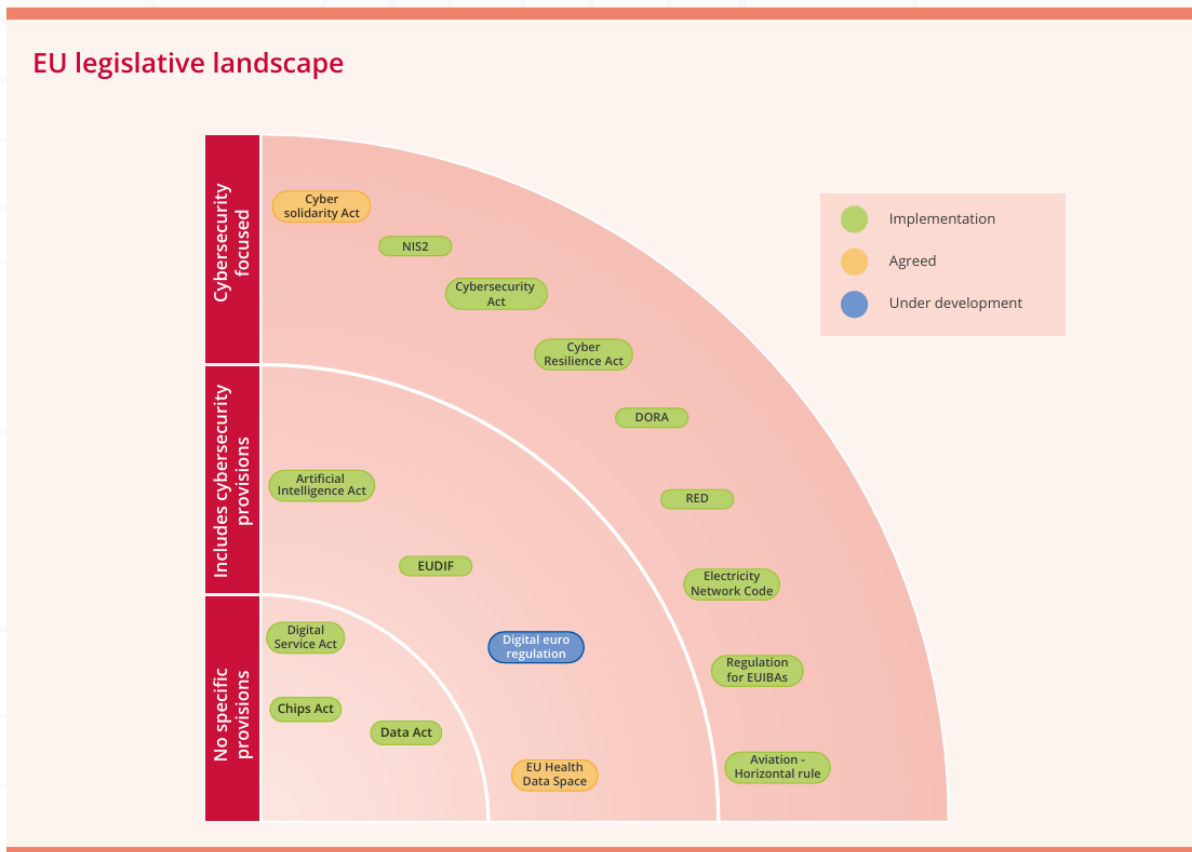 EU legislative landscape
Cybersecurity
focused
Includes cybersecurity
provisions
No specific
provisions
Cyber
solidarity Act
NIS2
Cybersecurity
Act
Cyber
Resilience Act
DORA
RED
Electricity
Network Code
Regulation
for EUIBAs
Aviation -
Horizontal rule
Artificial
Intelligence Act
EUDIF
Digital euro
regulation
EU Health
Data Space
Digital
Service Act
Chips Act
Data Act
Implementation
Agreed
Under development